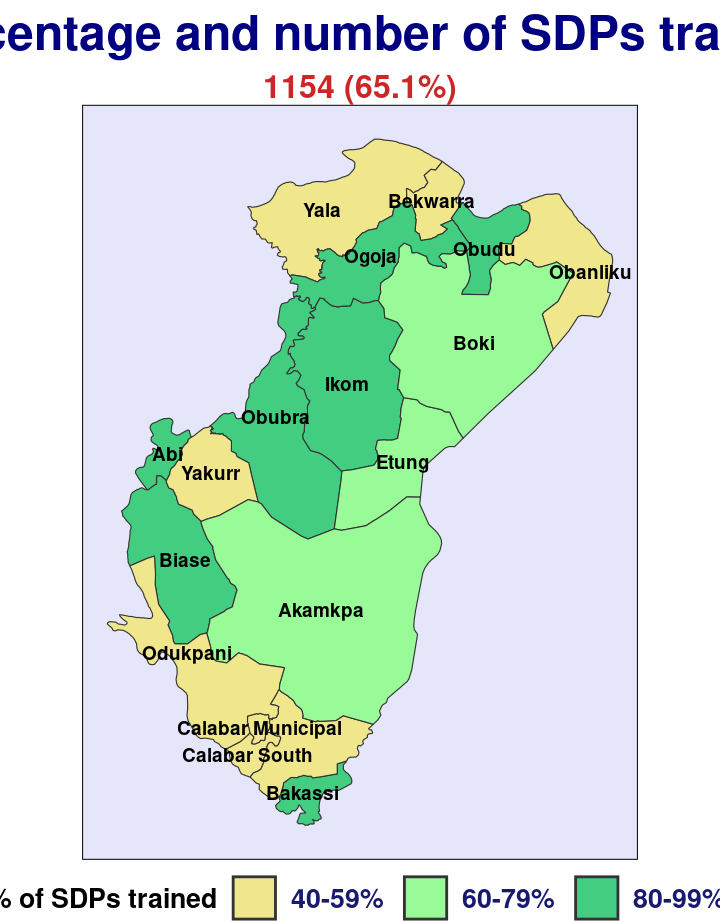 centage and number of SDPs tra
1154 (65.1%)
Yala
Bekwarra
Ogoja
Obudu
Obanliku
Boki
Ikom
Obubra
Abi
Yakurr
Etung
Biase
Akamkpa
Odukpani
Calabar Municipal
Calabar South
Bakassi
% of SDPs trained 40-59% 60-79% 80-99%